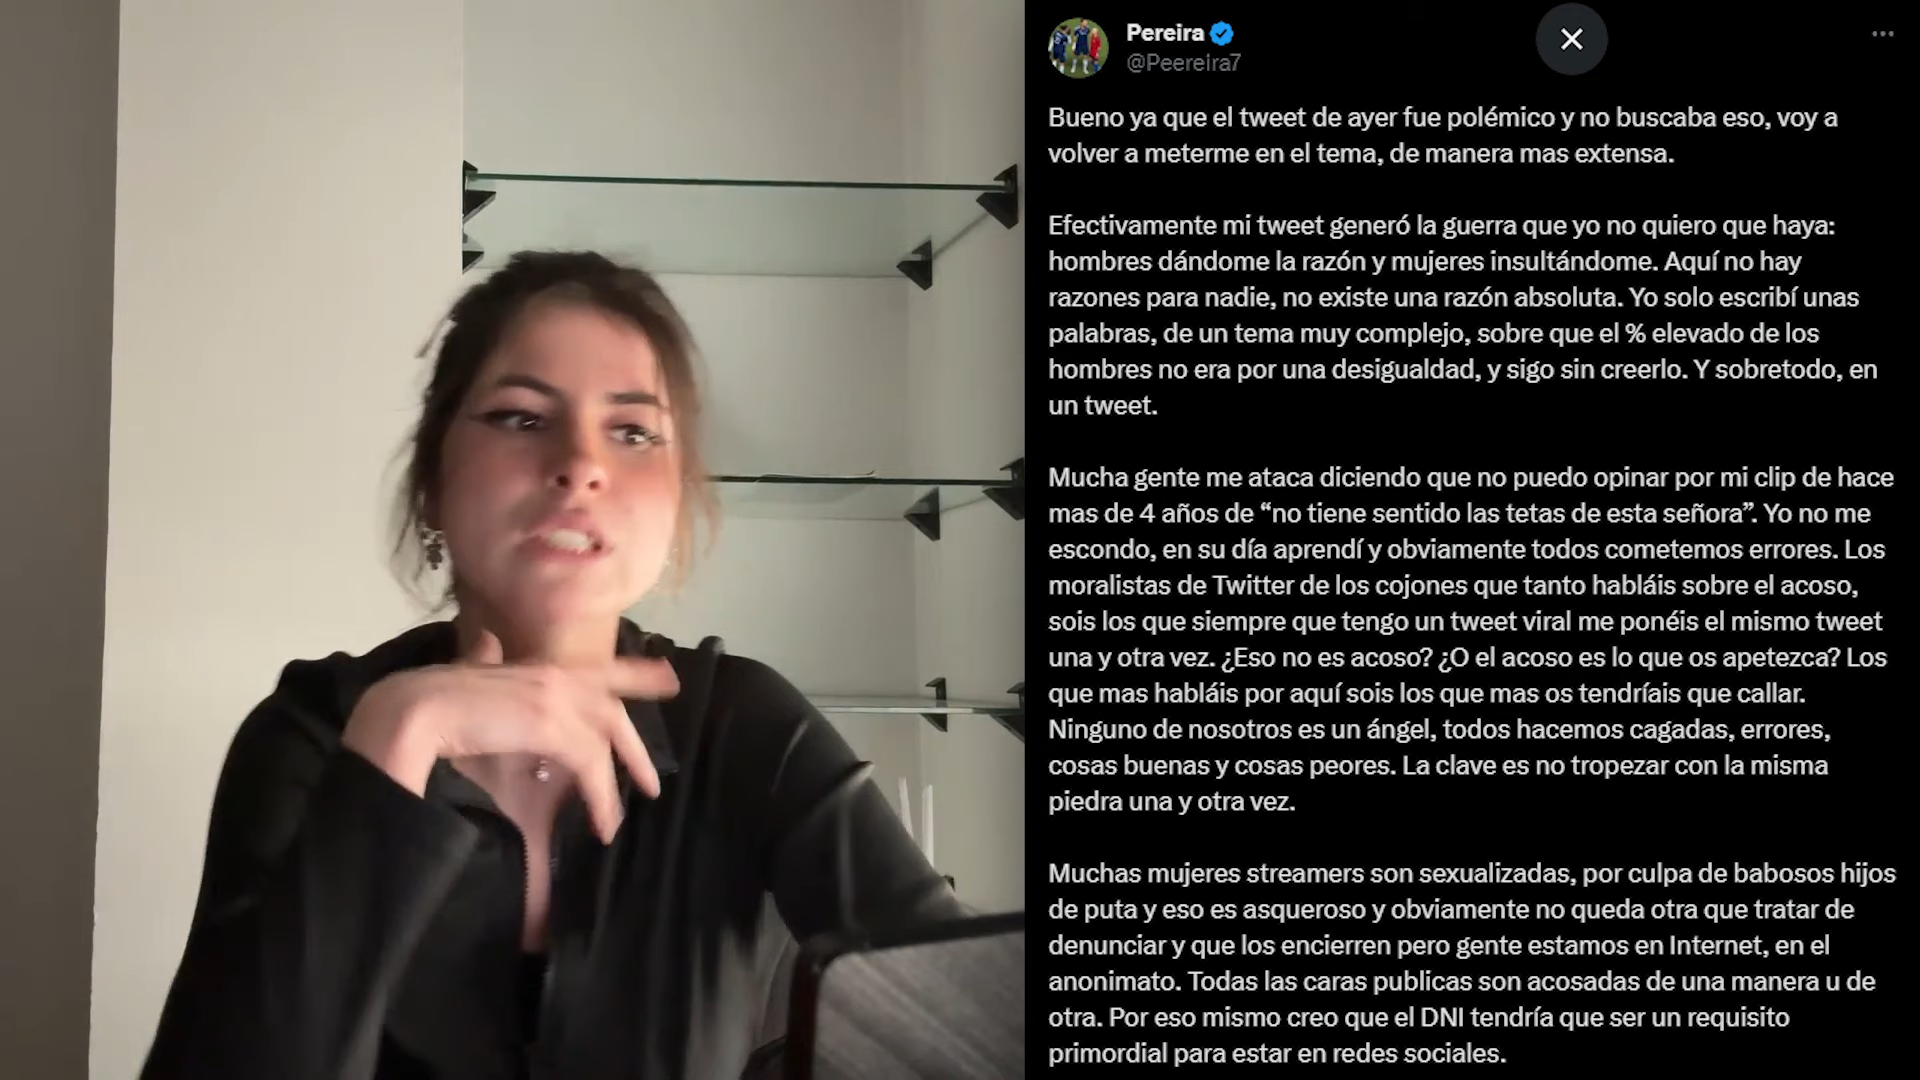 Pereira
@Peereira7
Bueno ya que el tweet de ayer fue polémico y no buscaba eso, voy a
volver a meterme en el tema, de manera mas extensa.
Efectivamente mi tweet generó la guerra que yo no quiero que haya:
hombres dándome la razón y mujeres insultándome. Aquí no hay
razones para nadie, no existe una razón absoluta. Yo solo escribí unas
palabras, de un tema muy complejo, sobre que el % elevado de los
hombres no era por una desigualdad, y sigo sin creerlo. Y sobretodo, en
un tweet.
Mucha gente me ataca diciendo que no puedo opinar por mi clip de hace
mas de 4 años de “no tiene sentido las tetas de esta señora”. Yo no me
escondo, en su día aprendí y obviamente todos cometemos errores. Los
moralistas de Twitter de los cojones que tanto habláis sobre el acoso,
sois los que siempre que tengo un tweet viral me ponéis el mismo tweet
una y otra vez. ¿Eso no es acoso? ¿O el acoso es lo que os apetezca? Los
que mas habláis por aquí sois los que mas os tendríais que callar.
Ninguno de nosotros es un ángel, todos hacemos cagadas, errores,
cosas buenas y cosas peores. La clave es no tropezar con la misma
piedra una y otra vez.
Muchas mujeres streamers son sexualizadas, por culpa de babosos hijos
de puta y eso es asqueroso y obviamente no queda otra que tratar de
denunciar y que los encierren pero gente estamos en Internet, en el
anonimato. Todas las caras publicas son acosadas de una manera u de
otra. Por eso mismo creo que el DNI tendría que ser un requisito
primordial para estar en redes sociales.